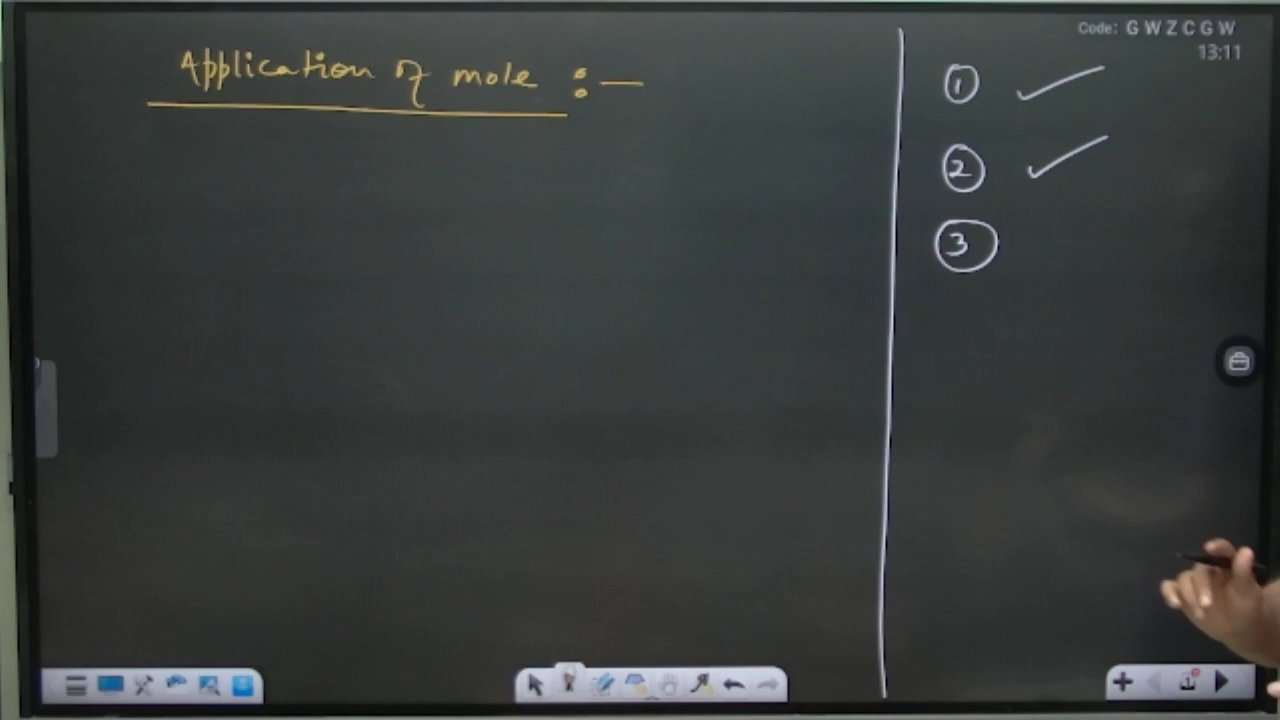 Application of mole :—
Code: GWZCGW
13:11
① ✓
② ✓
③